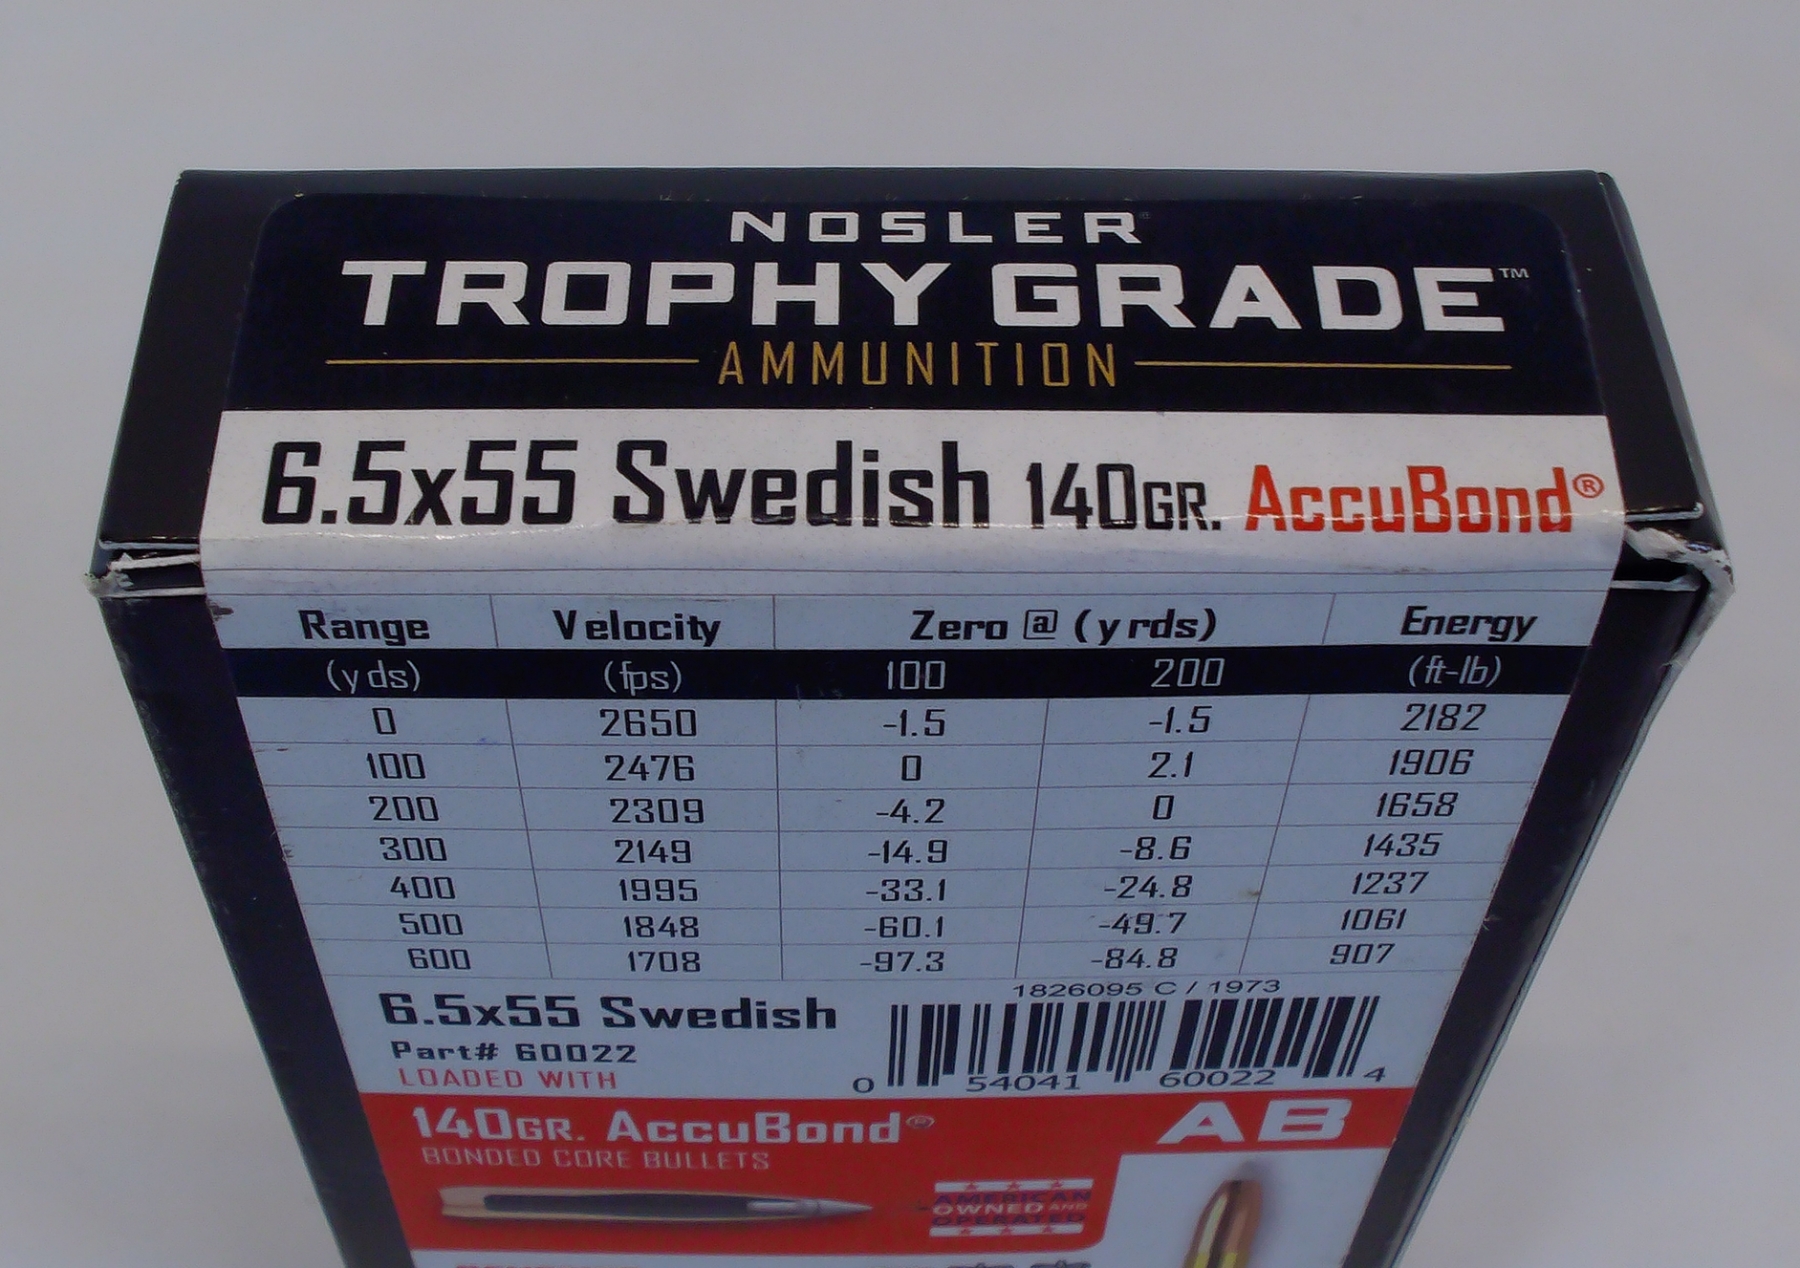 NOSLER®
TROPHY GRADE™
AMMUNITION
6.5x55 Swedish 140GR. AccuBond®
Range Velocity Zero @ (yrds) Energy
(yds) (fps) 100 200 (ft-lb)
0 2650 -1.5 -1.5 2182
100 2476 0 2.1 1906
200 2309 -4.2 0 1658
300 2149 -14.9 -8.6 1435
400 1995 -33.1 -24.8 1237
500 1848 -60.1 -49.7 1061
600 1708 -97.3 -84.8 907
1826095 C / 1973
6.5x55 Swedish
Part# 60022
LOADED WITH
0 54041 60022 4
140GR. AccuBond®
AB
BONDED CORE BULLETS
AMERICAN
OWNED AND
OPERATED